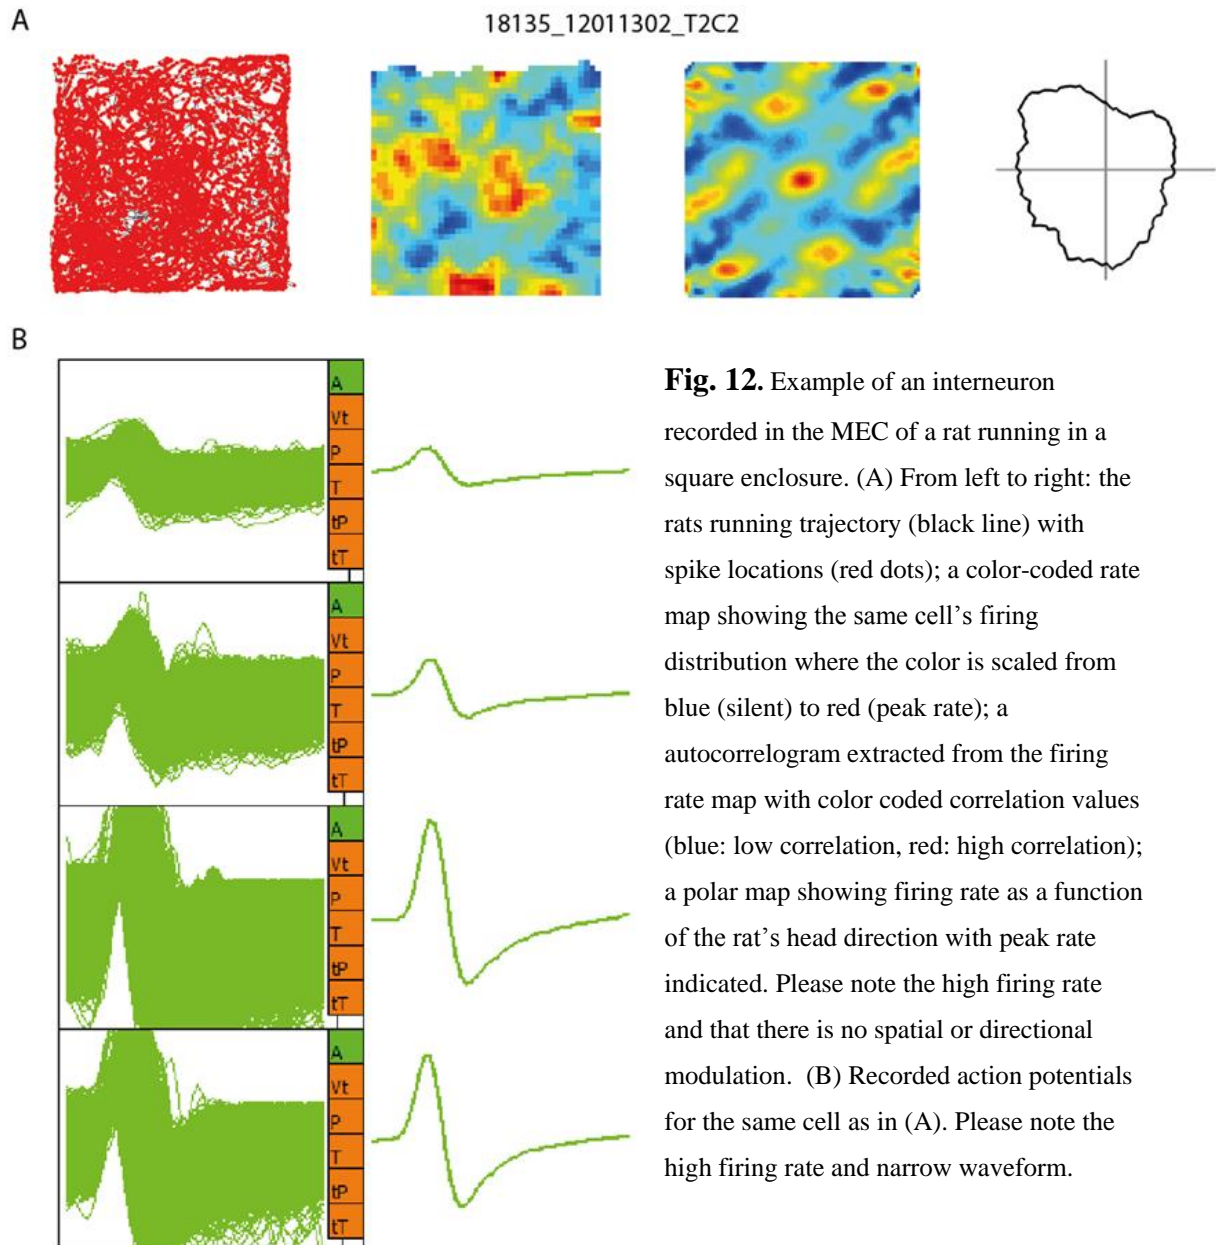 A
18135_12011302_T2C2
B
A
Vt
P
T
tP
tT
A
Vt
P
T
tP
tT
A
Vt
P
T
tP
tT
A
Vt
P
T
tP
tT
Fig. 12. Example of an interneuron
recorded in the MEC of a rat running in a
square enclosure. (A) From left to right: the
rats running trajectory (black line) with
spike locations (red dots); a color-coded rate
map showing the same cell’s firing
distribution where the color is scaled from
blue (silent) to red (peak rate); a
autocorrelogram extracted from the firing
rate map with color coded correlation values
(blue: low correlation, red: high correlation);
a polar map showing firing rate as a function
of the rat’s head direction with peak rate
indicated. Please note the high firing rate
and that there is no spatial or directional
modulation.  (B) Recorded action potentials
for the same cell as in (A). Please note the
high firing rate and narrow waveform.